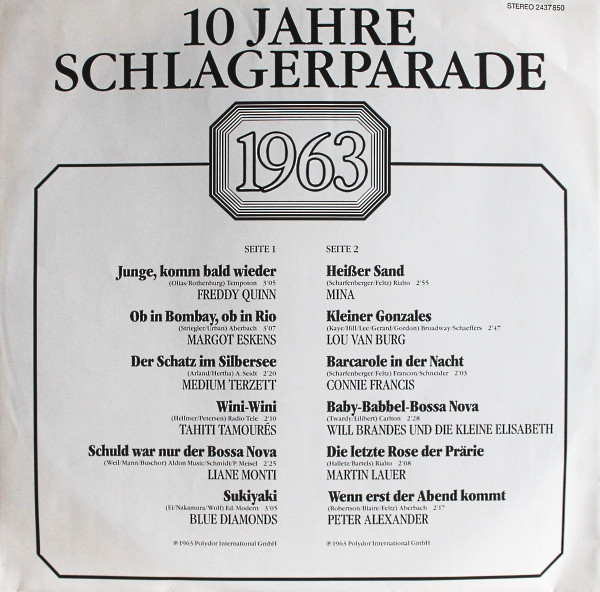 STEREO 2437 850
10 JAHRE
SCHLAGERPARADE
1963
SEITE 1
Junge, komm bald wieder
(Olias/Rothenburg) Tempoton 3'05
FREDDY QUINN
Ob in Bombay, ob in Rio
(Striegler/Urban) Aberbach 3'07
MARGOT ESKENS
Der Schatz im Silbersee
(Arland/Hertha) A. Seidt 2'20
MEDIUM TERZETT
Wini-Wini
(Hellmer/Petersen) Radio Tele 2'10
TAHITI TAMOURĒS
Schuld war nur der Bossa Nova
(Weil/Mann/Buschor) Aldon Music/Schmidt/P. Meisel 2'25
LIANE MONTI
Sukiyaki
(Ei/Nakamura/Wolf) Ed. Modern 3'05
BLUE DIAMONDS
℗ 1963 Polydor International GmbH
SEITE 2
Heißer Sand
(Scharfenberger/Feltz) Rialto 2'55
MINA
Kleiner Gonzales
(Kaye/Hill/Lee/Gerard/Gordon) Broadway/Schaeffers 2'47
LOU VAN BURG
Barcarole in der Nacht
(Scharfenberger/Feltz) Francon/Schneider 2'03
CONNIE FRANCIS
Baby-Babbel-Bossa Nova
(Twardy/Lilibert) Carlton 2'28
WILL BRANDES UND DIE KLEINE ELISABETH
Die letzte Rose der Prärie
(Halletz/Bartels) Rialto 2'08
MARTIN LAUER
Wenn erst der Abend kommt
(Robertson/Blaire/Feltz) Aberbach 2'17
PETER ALEXANDER
℗ 1963 Polydor International GmbH